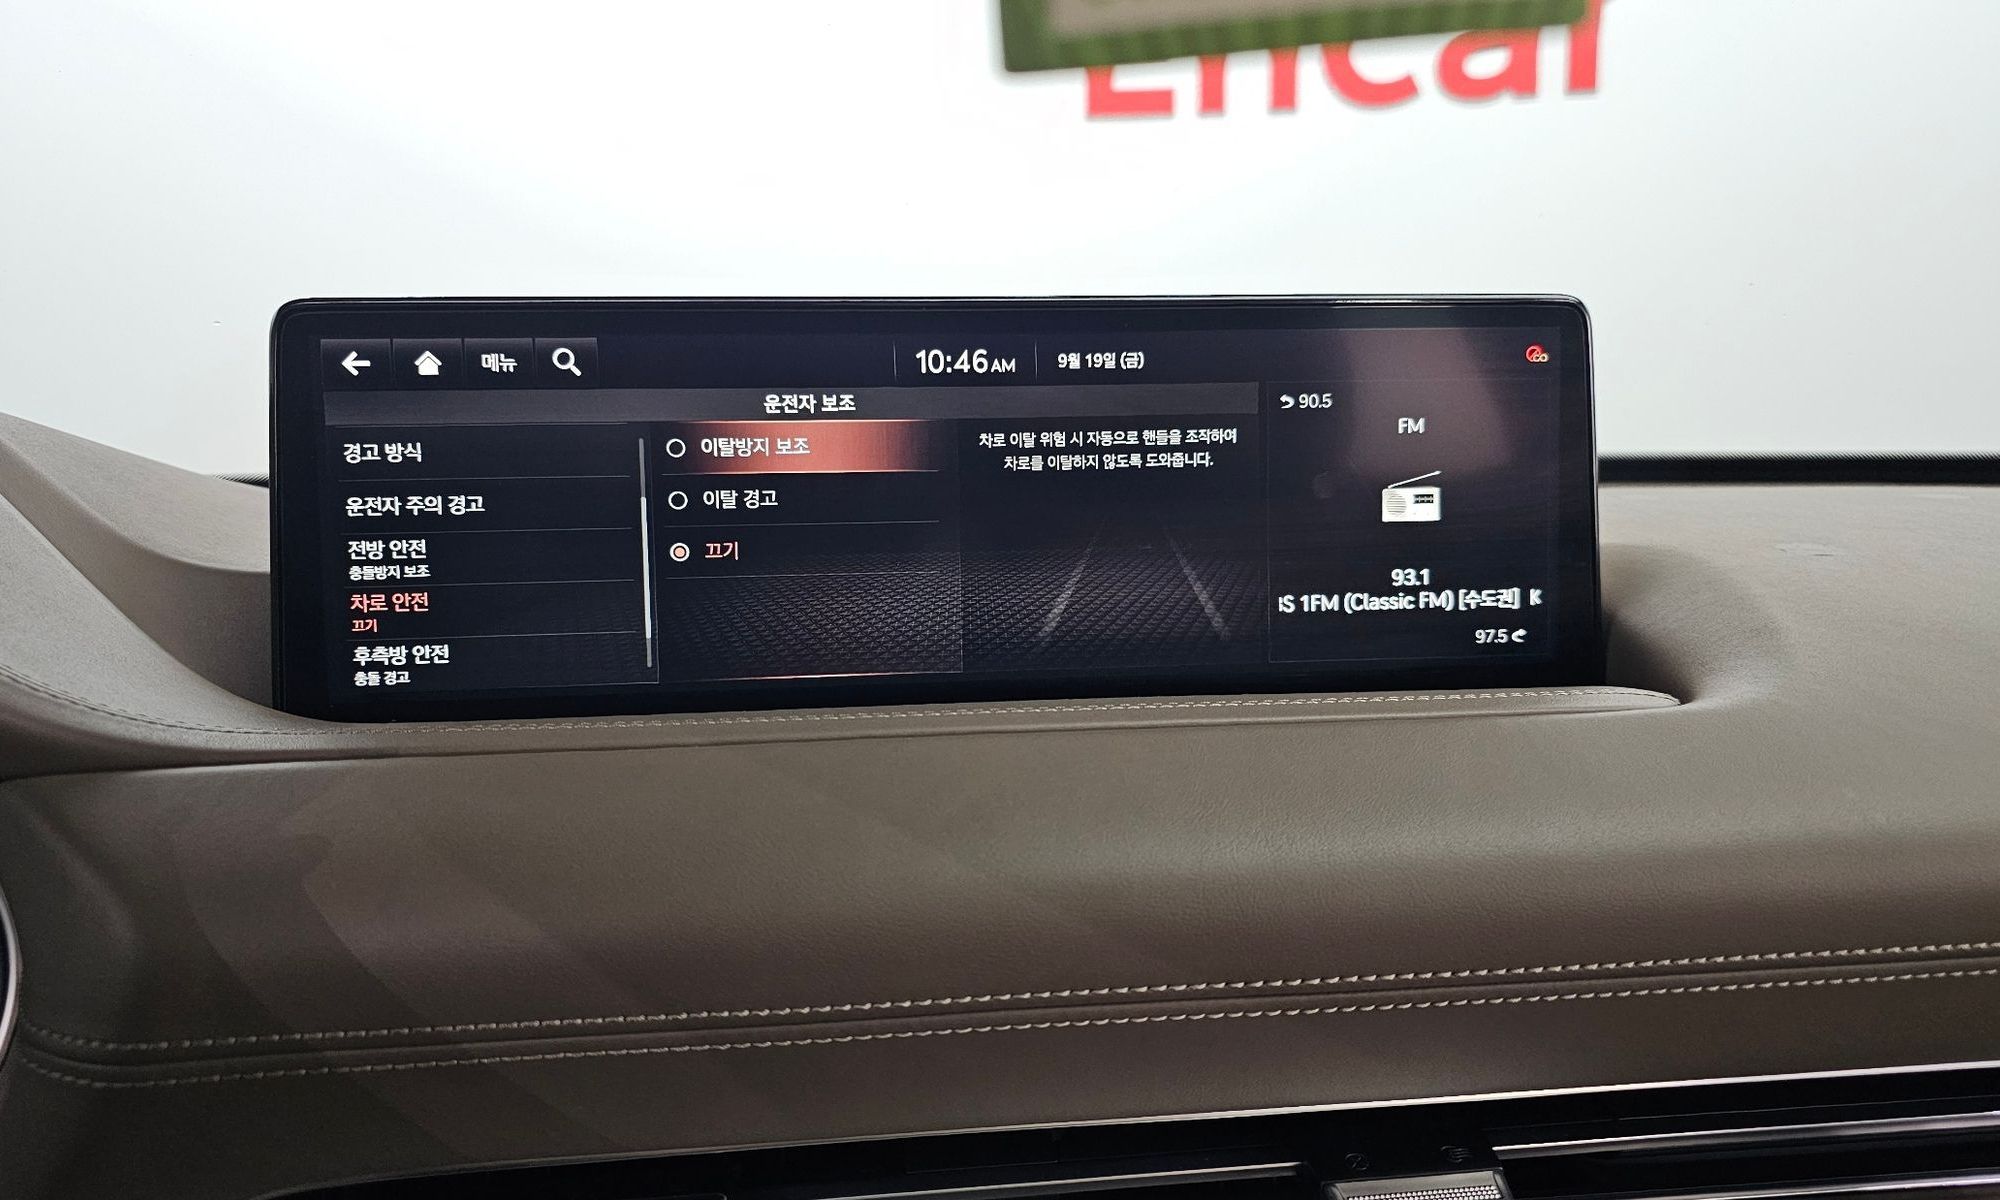 Encar
메뉴
10:46 AM
9월 19일 (금)
운전자 보조
경고 방식
운전자 주의 경고
전방 안전
충돌방지 보조
차로 안전
끄기
후측방 안전
충돌 경고
이탈방지 보조
이탈 경고
끄기
차로 이탈 위험 시 자동으로 핸들을 조작하여
차로를 이탈하지 않도록 도와줍니다.
90.5
FM
93.1
1FM (Classic FM) [수도권] K
97.5